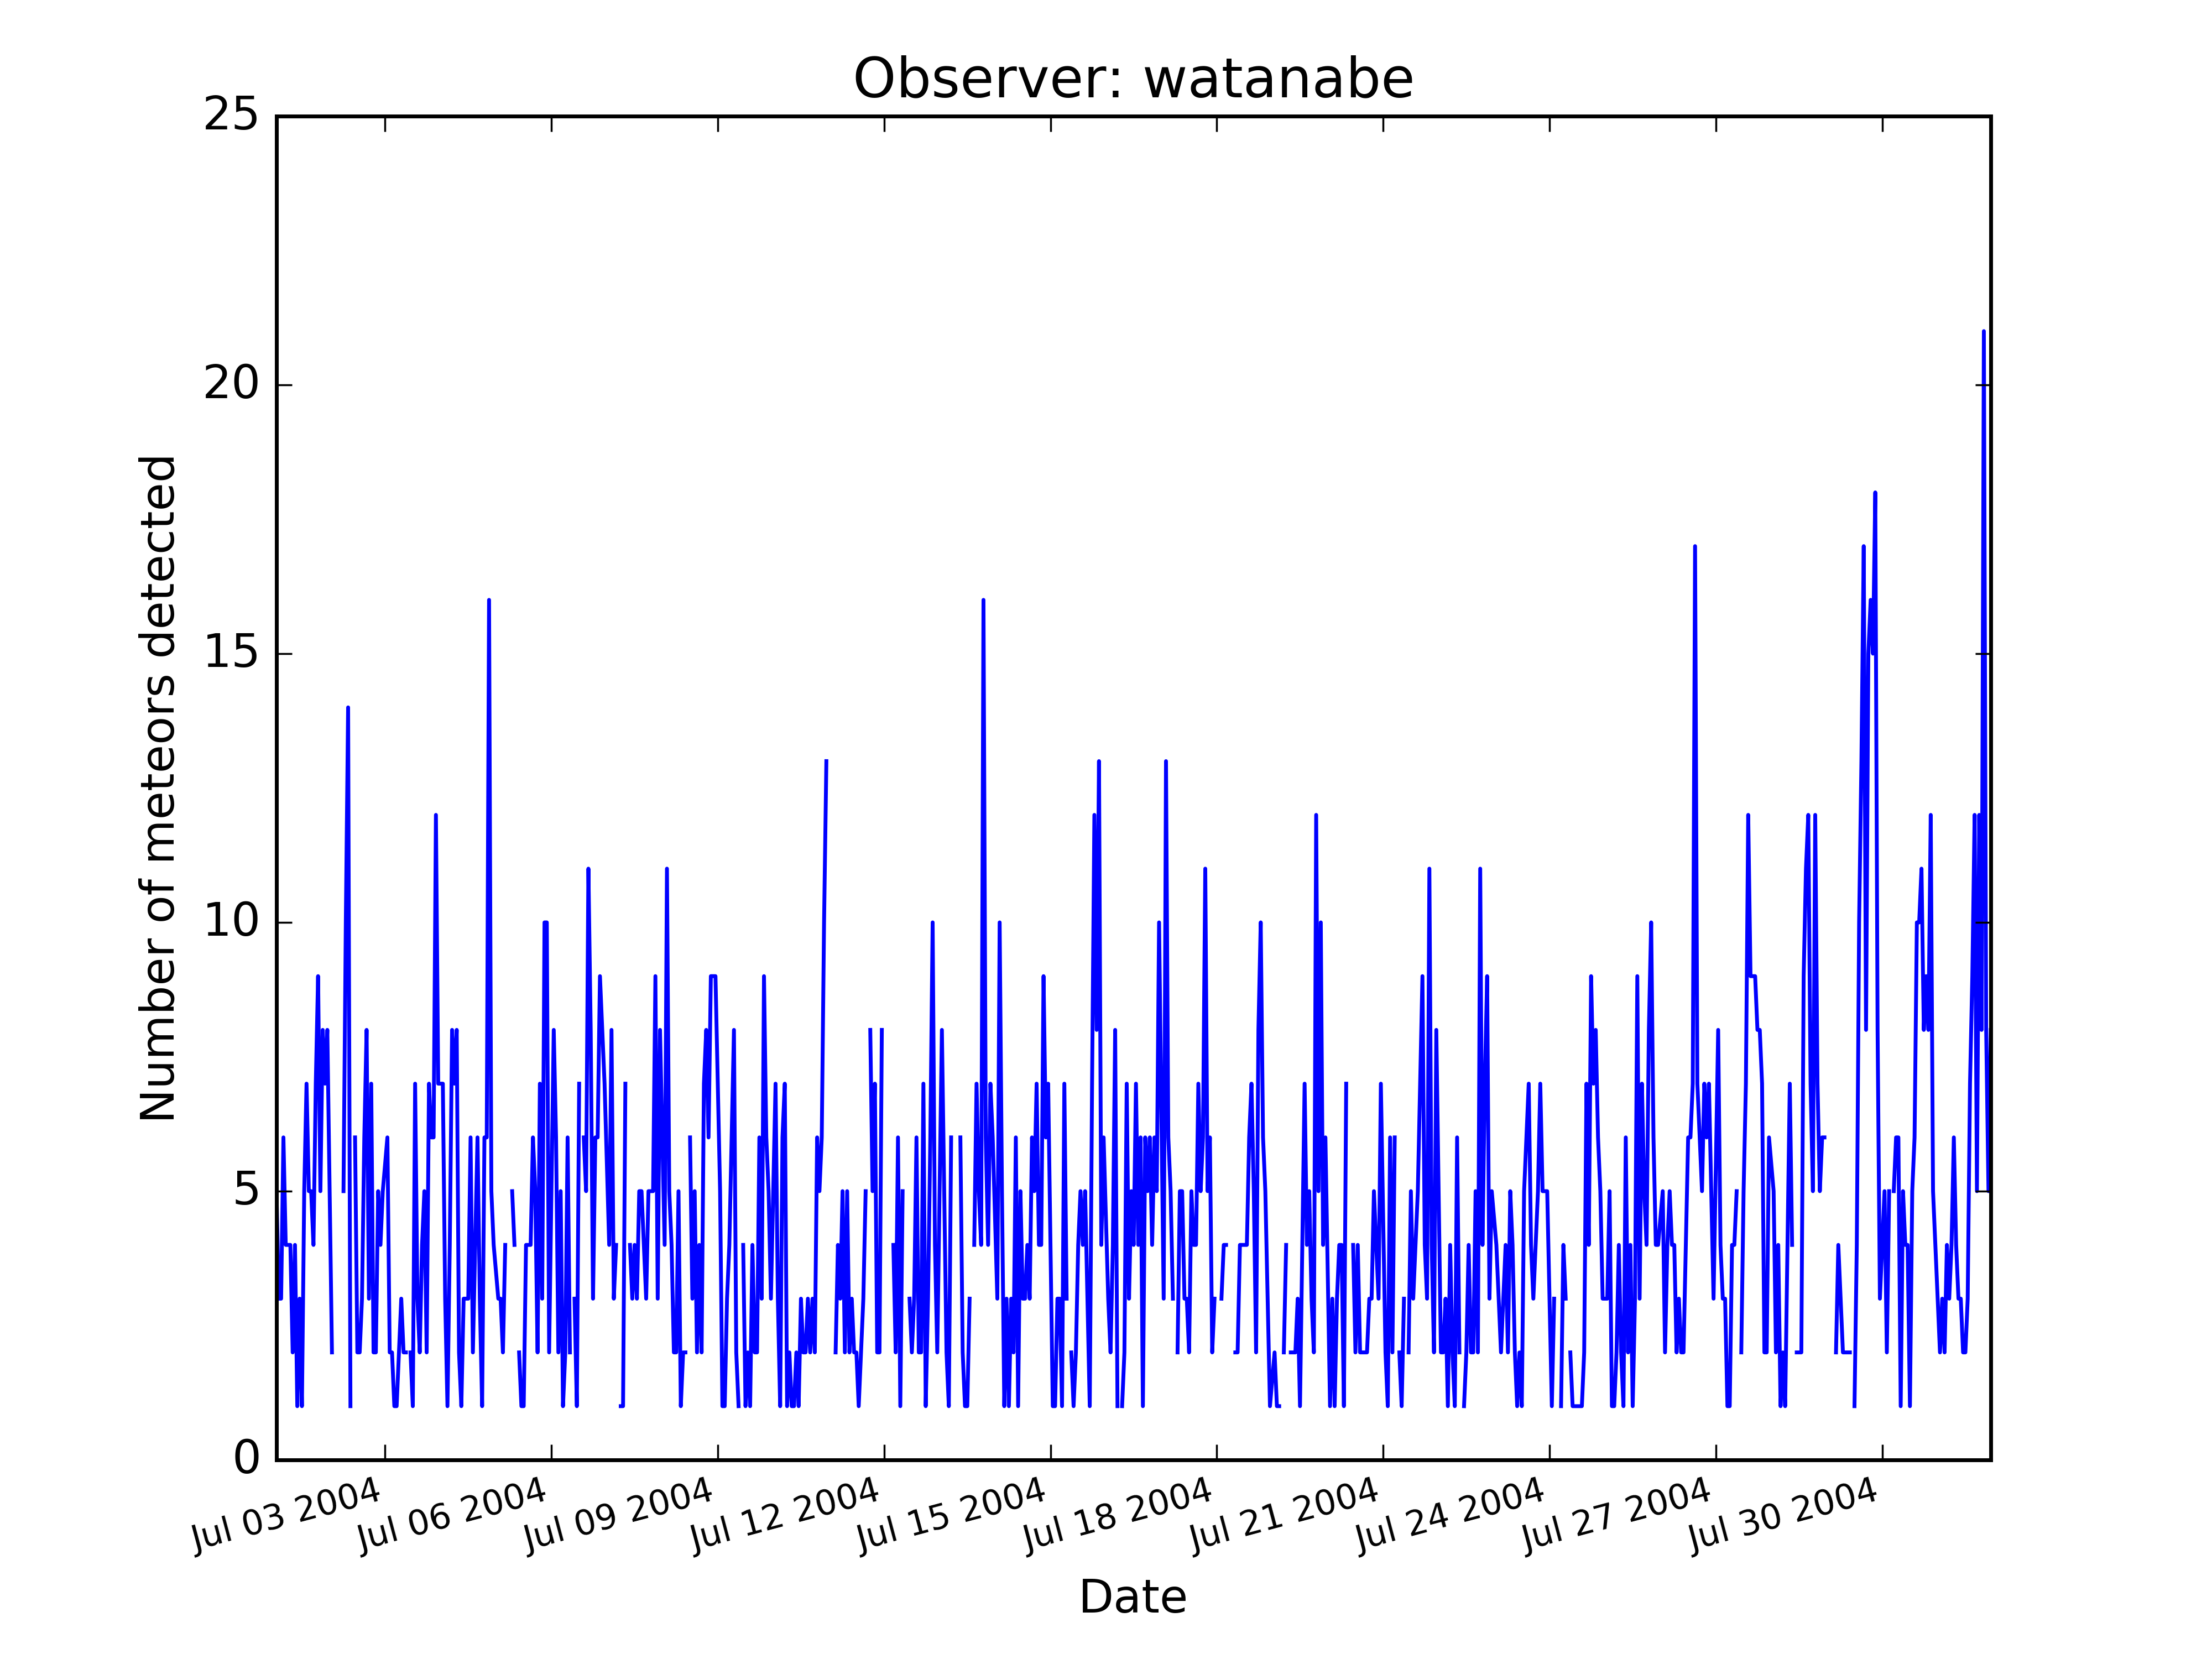 Observer: watanabe
25
20
15
10
5
0
Number of meteors detected
Jul 03 2004
Jul 06 2004
Jul 09 2004
Jul 12 2004
Jul 15 2004
Jul 18 2004
Jul 21 2004
Jul 24 2004
Jul 27 2004
Jul 30 2004
Date